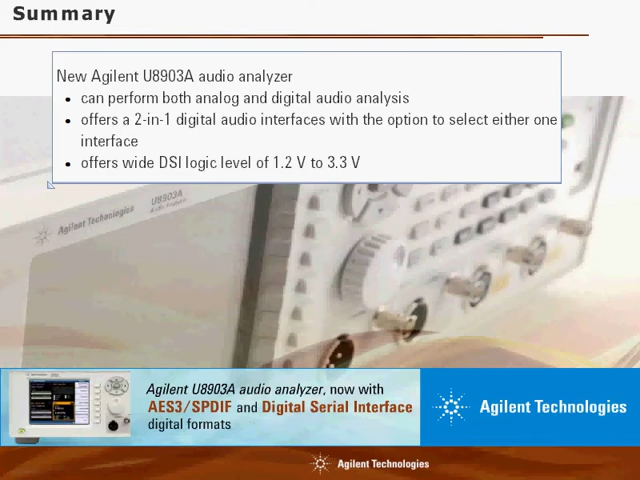 Summary
New Agilent U8903A audio analyzer
• can perform both analog and digital audio analysis
• offers a 2-in-1 digital audio interfaces with the option to select either one
interface
• offers wide DSI logic level of 1.2 V to 3.3 V
Agilent Technologies
U8903A
Audio Analyzer
Agilent U8903A audio analyzer, now with
AES3/SPDIF and Digital Serial Interface
digital formats
Agilent Technologies
Agilent Technologies